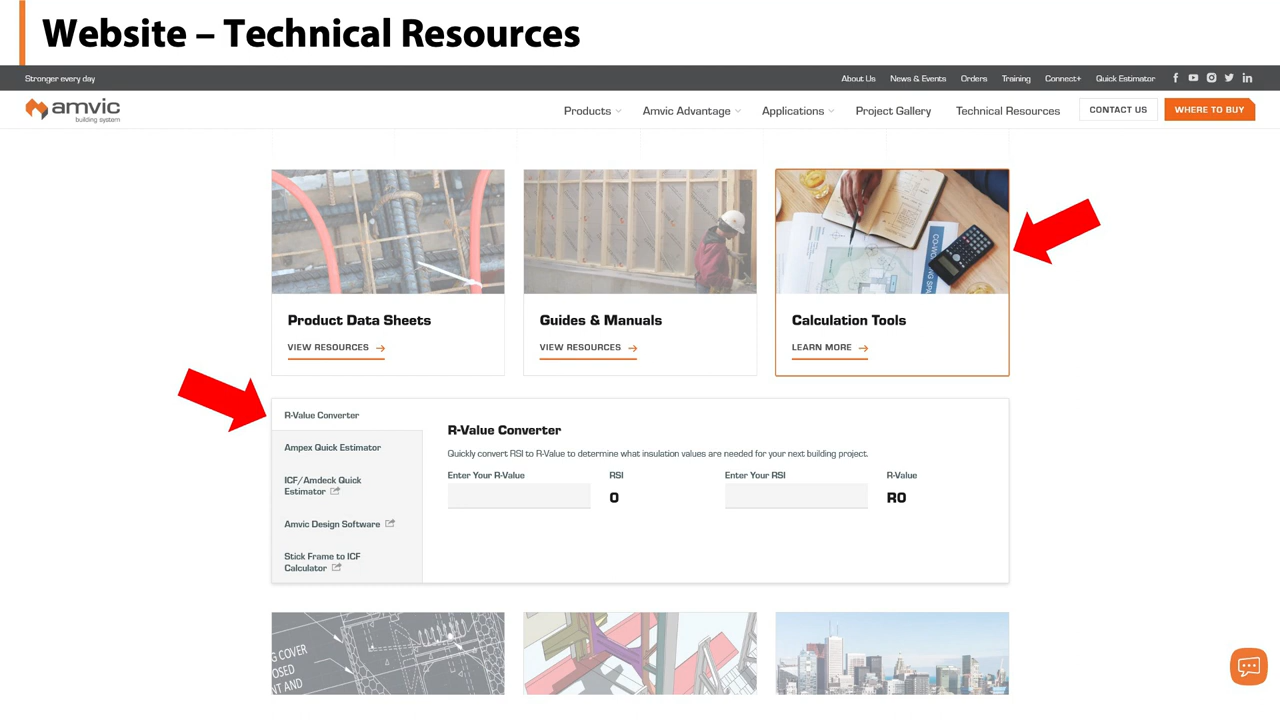 Website – Technical Resources
Stronger every day
About Us
News & Events
Orders
Training
Connect+
Quick Estimator
amvic
building system
Products
Amvic Advantage
Applications
Project Gallery
Technical Resources
CONTACT US
WHERE TO BUY
CO-WORKING SPAC
Product Data Sheets
VIEW RESOURCES
Guides & Manuals
VIEW RESOURCES
Calculation Tools
LEARN MORE
R-Value Converter
Ampex Quick Estimator
ICF/Amdeck Quick
Estimator
Amvic Design Software
Stick Frame to ICF
Calculator
R-Value Converter
Quickly convert RSI to R-Value to determine what insulation values are needed for your next building project.
Enter Your R-Value
RSI
0
Enter Your RSI
R-Value
R0
G COVER
OSED
NT AND